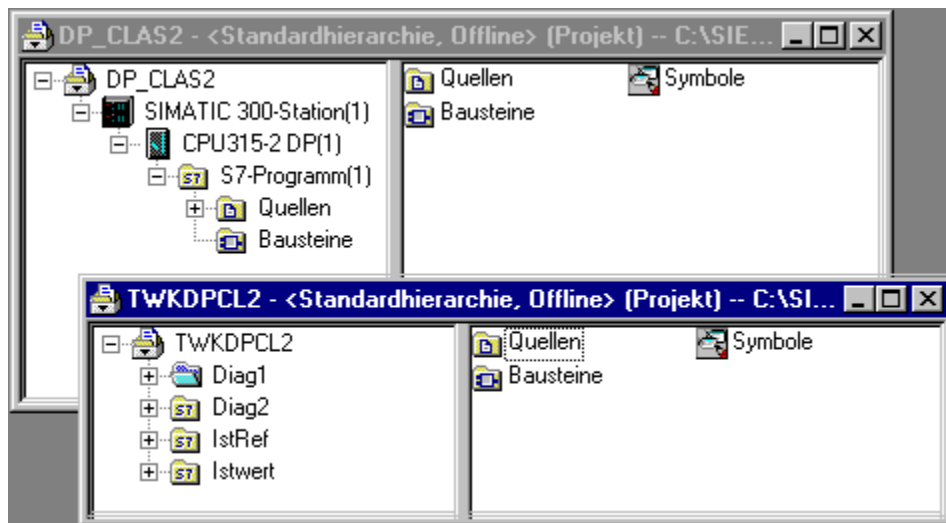 DP_CLAS2 - <Standardhierarchie, Offline> (Projekt) -- C:\SIE...
DP_CLAS2
SIMATIC 300-Station(1)
CPU315-2 DP(1)
S7-Programm(1)
Quellen
Bausteine
Quellen
Symbole
Bausteine
TWKDPCL2 - <Standardhierarchie, Offline> (Projekt) -- C:\SI...
TWKDPCL2
Diag1
Diag2
IstRef
Istwert
Quellen
Symbole
Bausteine